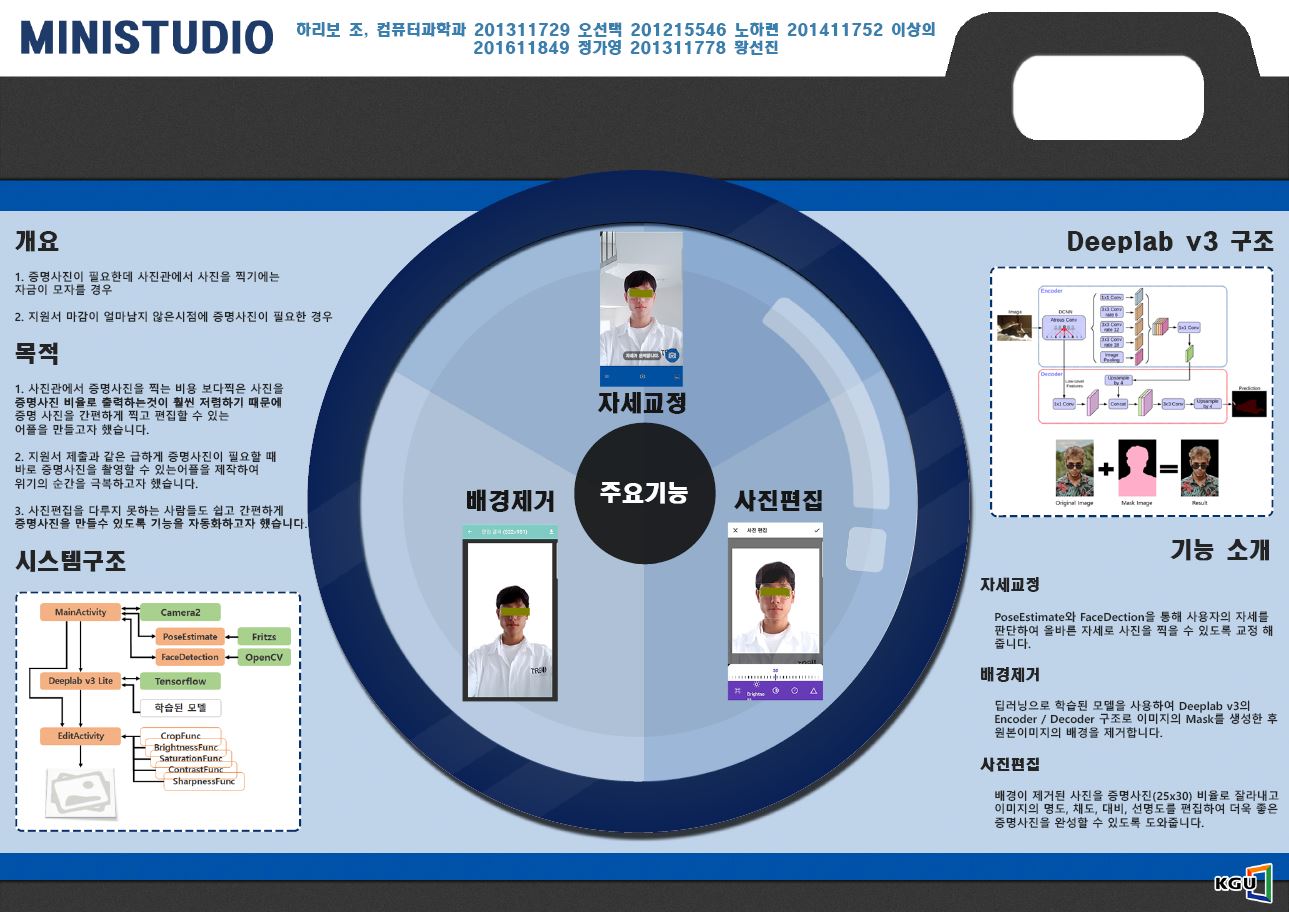 MINISTUDIO
하리보 조, 컴퓨터과학과 201311729 오선택 201215546 노하련 201411752 이상의
201611849 정가영 201311778 황선진
개요
1. 증명사진이 필요한데 사진관에서 사진을 찍기에는
자금이 모자를 경우
2. 지원서 마감이 얼마남지 않은시점에 증명사진이 필요한 경우
목적
1. 사진관에서 증명사진을 찍는 비용 보다찍은 사진을
증명사진 비율로 출력하는것이 훨씬 저렴하기 때문에
증명 사진을 간편하게 찍고 편집할 수 있는
어플을 만들고자 했습니다.
2. 지원서 제출과 같은 급하게 증명사진이 필요할 때
바로 증명사진을 촬영할 수 있는어플을 제작하여
위기의 순간을 극복하고자 했습니다.
3. 사진편집을 다루지 못하는 사람들도 쉽고 간편하게
증명사진을 만들수 있도록 기능을 자동화하고자 했습니다.
시스템구조
MainActivity
Camera2
PoseEstimate
Fritzs
FaceDetection
OpenCV
Deeplab v3 Lite
Tensorflow
학습된 모델
EditActivity
CropFunc
BrightnessFunc
SaturationFunc
ContrastFunc
SharpnessFunc
자세교정
주요기능
배경제거
사진편집
사진 편집
Deeplab v3 구조
Encoder
Image
DCNN
Atrous Conv
1x1 Conv
3x3 Conv
rate 6
3x3 Conv
rate 12
3x3 Conv
rate 18
Image
Pooling
1x1 Conv
Decoder
Low-Level
Features
Upsample
by 4
1x1 Conv
Concat
3x3 Conv
Upsample
by 4
Prediction
Original Image
Mask Image
Result
기능 소개
자세교정
PoseEstimate와 FaceDection을 통해 사용자의 자세를
판단하여 올바른 자세로 사진을 찍을 수 있도록 교정 해
줍니다.
배경제거
딥러닝으로 학습된 모델을 사용하여 Deeplab v3의
Encoder / Decoder 구조로 이미지의 Mask를 생성한 후
원본이미지의 배경을 제거합니다.
사진편집
배경이 제거된 사진을 증명사진(25x30) 비율로 잘라내고
이미지의 명도, 채도, 대비, 선명도를 편집하여 더욱 좋은
증명사진을 완성할 수 있도록 도와줍니다.
KGU